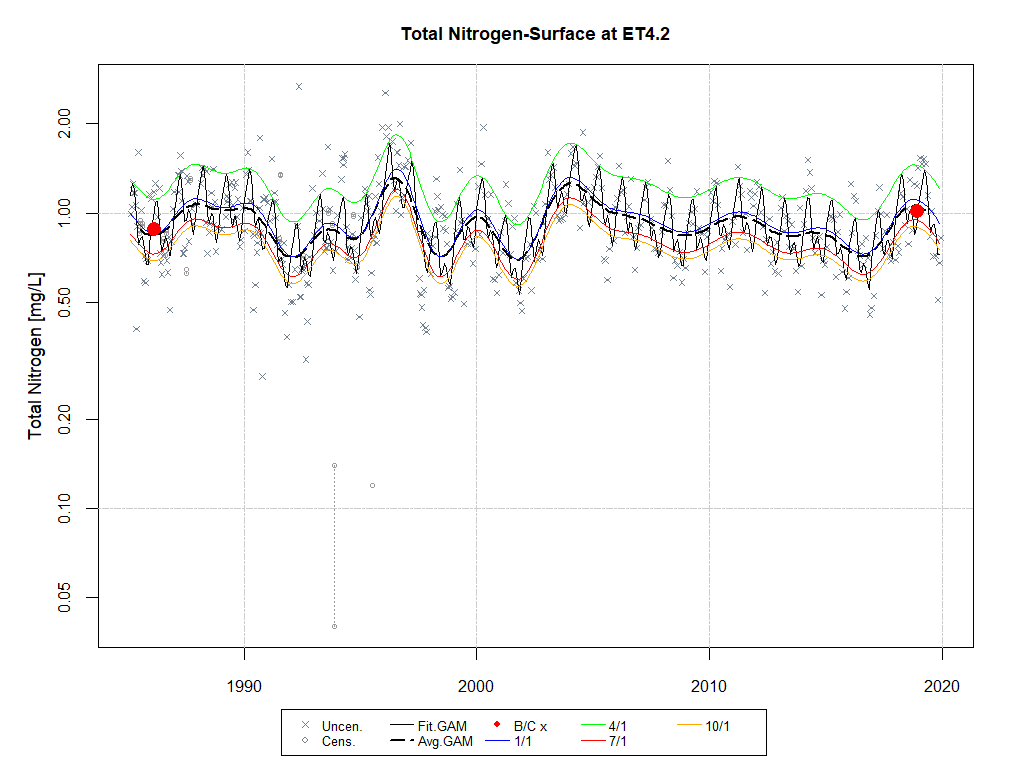 Total Nitrogen-Surface at ET4.2
Total Nitrogen [mg/L]
2.00
1.00
0.50
0.20
0.10
0.05
1990 2000 2010 2020
Uncen. Fit.GAM B/C x 4/1 10/1
Cens. Avg.GAM 1/1 7/1